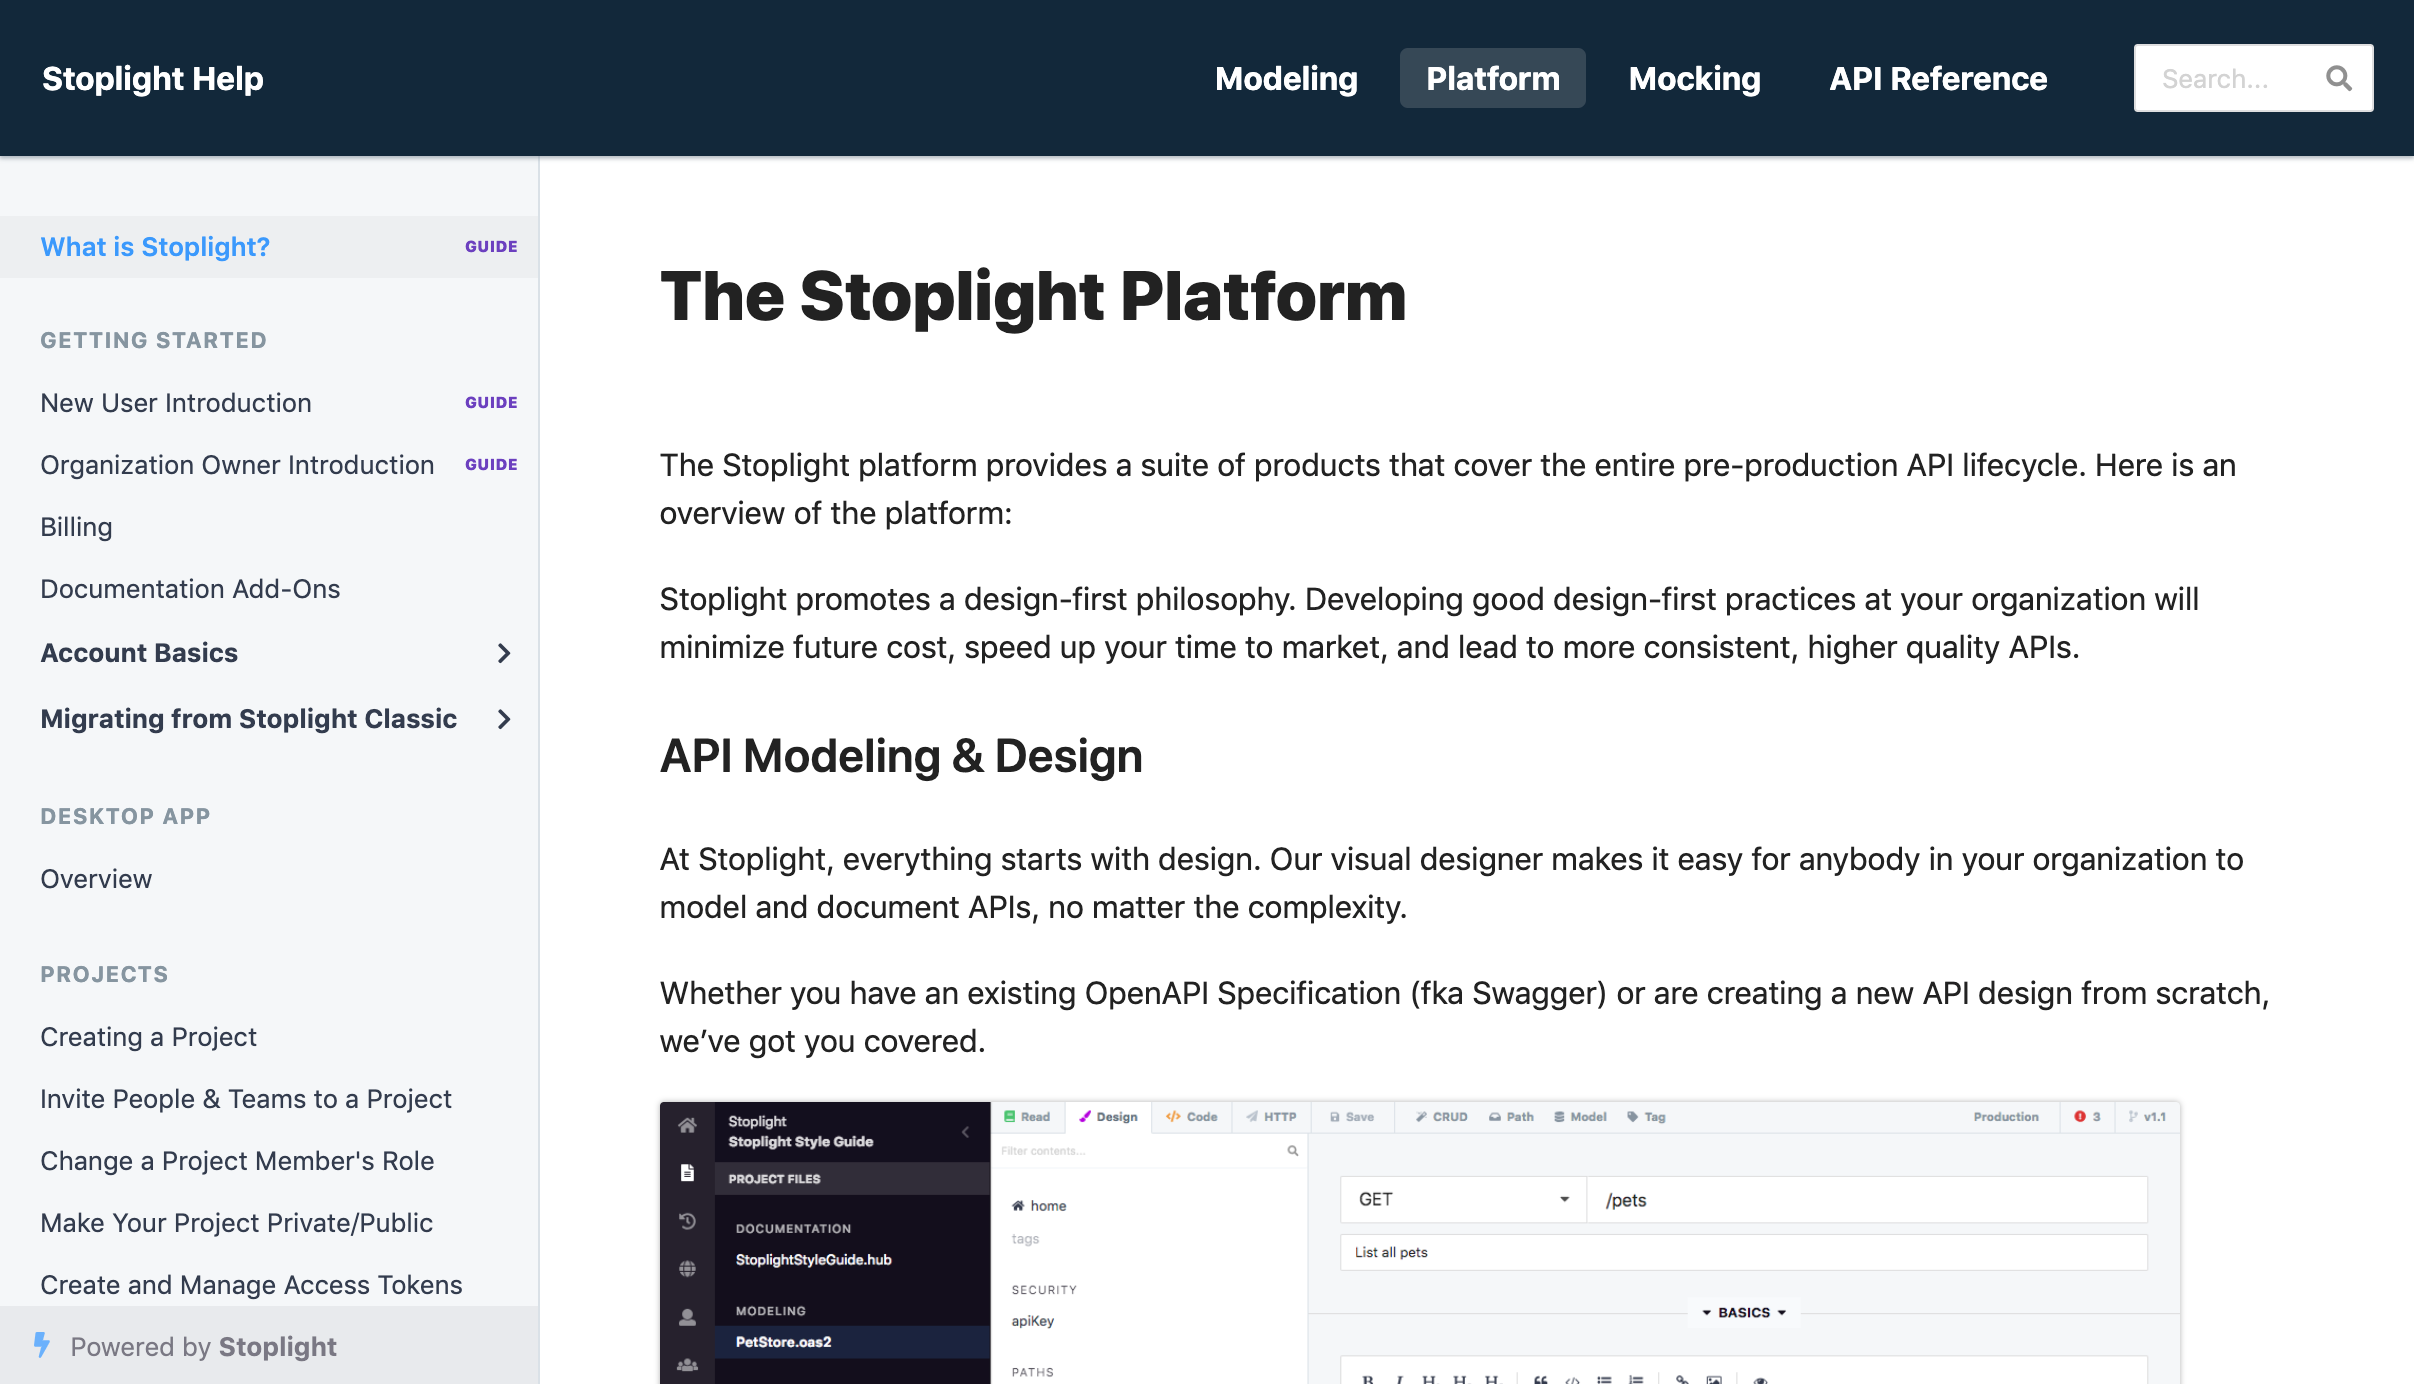 Stoplight Help
Modeling
Platform
Mocking
API Reference
Search...
What is Stoplight?
GUIDE
GETTING STARTED
New User Introduction
GUIDE
Organization Owner Introduction
GUIDE
Billing
Documentation Add-Ons
Account Basics
Migrating from Stoplight Classic
DESKTOP APP
Overview
PROJECTS
Creating a Project
Invite People & Teams to a Project
Change a Project Member's Role
Make Your Project Private/Public
Create and Manage Access Tokens
Powered by Stoplight
The Stoplight Platform
The Stoplight platform provides a suite of products that cover the entire pre-production API lifecycle. Here is an
overview of the platform:
Stoplight promotes a design-first philosophy. Developing good design-first practices at your organization will
minimize future cost, speed up your time to market, and lead to more consistent, higher quality APIs.
API Modeling & Design
At Stoplight, everything starts with design. Our visual designer makes it easy for anybody in your organization to
model and document APIs, no matter the complexity.
Whether you have an existing OpenAPI Specification (fka Swagger) or are creating a new API design from scratch,
we’ve got you covered.
Stoplight
Stoplight Style Guide
PROJECT FILES
DOCUMENTATION
StoplightStyleGuide.hub
MODELING
PetStore.oas2
Read
Design
Code
HTTP
Save
CRUD
Path
Model
Tag
Production
3
v1.1
Filter contents...
home
tags
SECURITY
apiKey
PATHS
GET
/pets
List all pets
BASICS